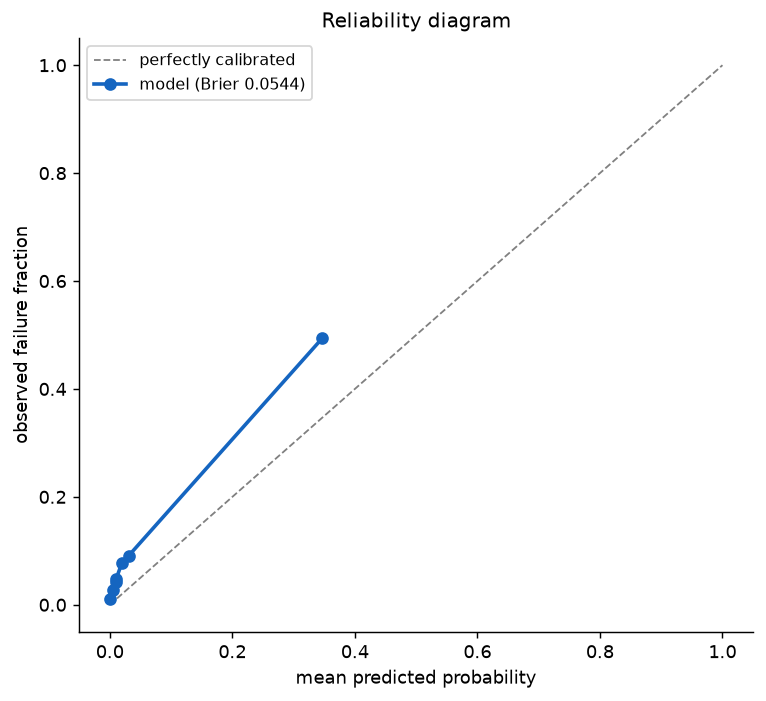 Reliability diagram
perfectly calibrated
model (Brier 0.0544)
1.0
0.8
0.6
0.4
0.2
0.0
observed failure fraction
0.0 0.2 0.4 0.6 0.8 1.0
mean predicted probability